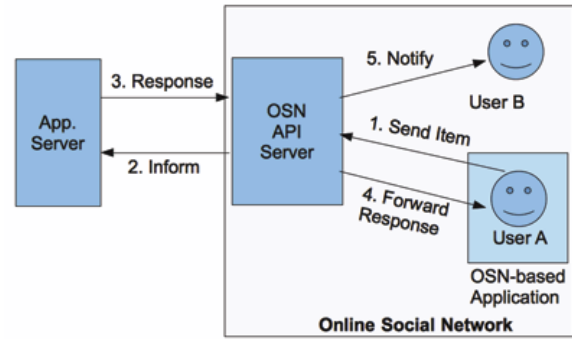 3. Response
App.
Server
2. Inform
OSN
API
Server
5. Notify
User B
1. Send Item
4. Forward
Response
User A
OSN-based
Application
Online Social Network